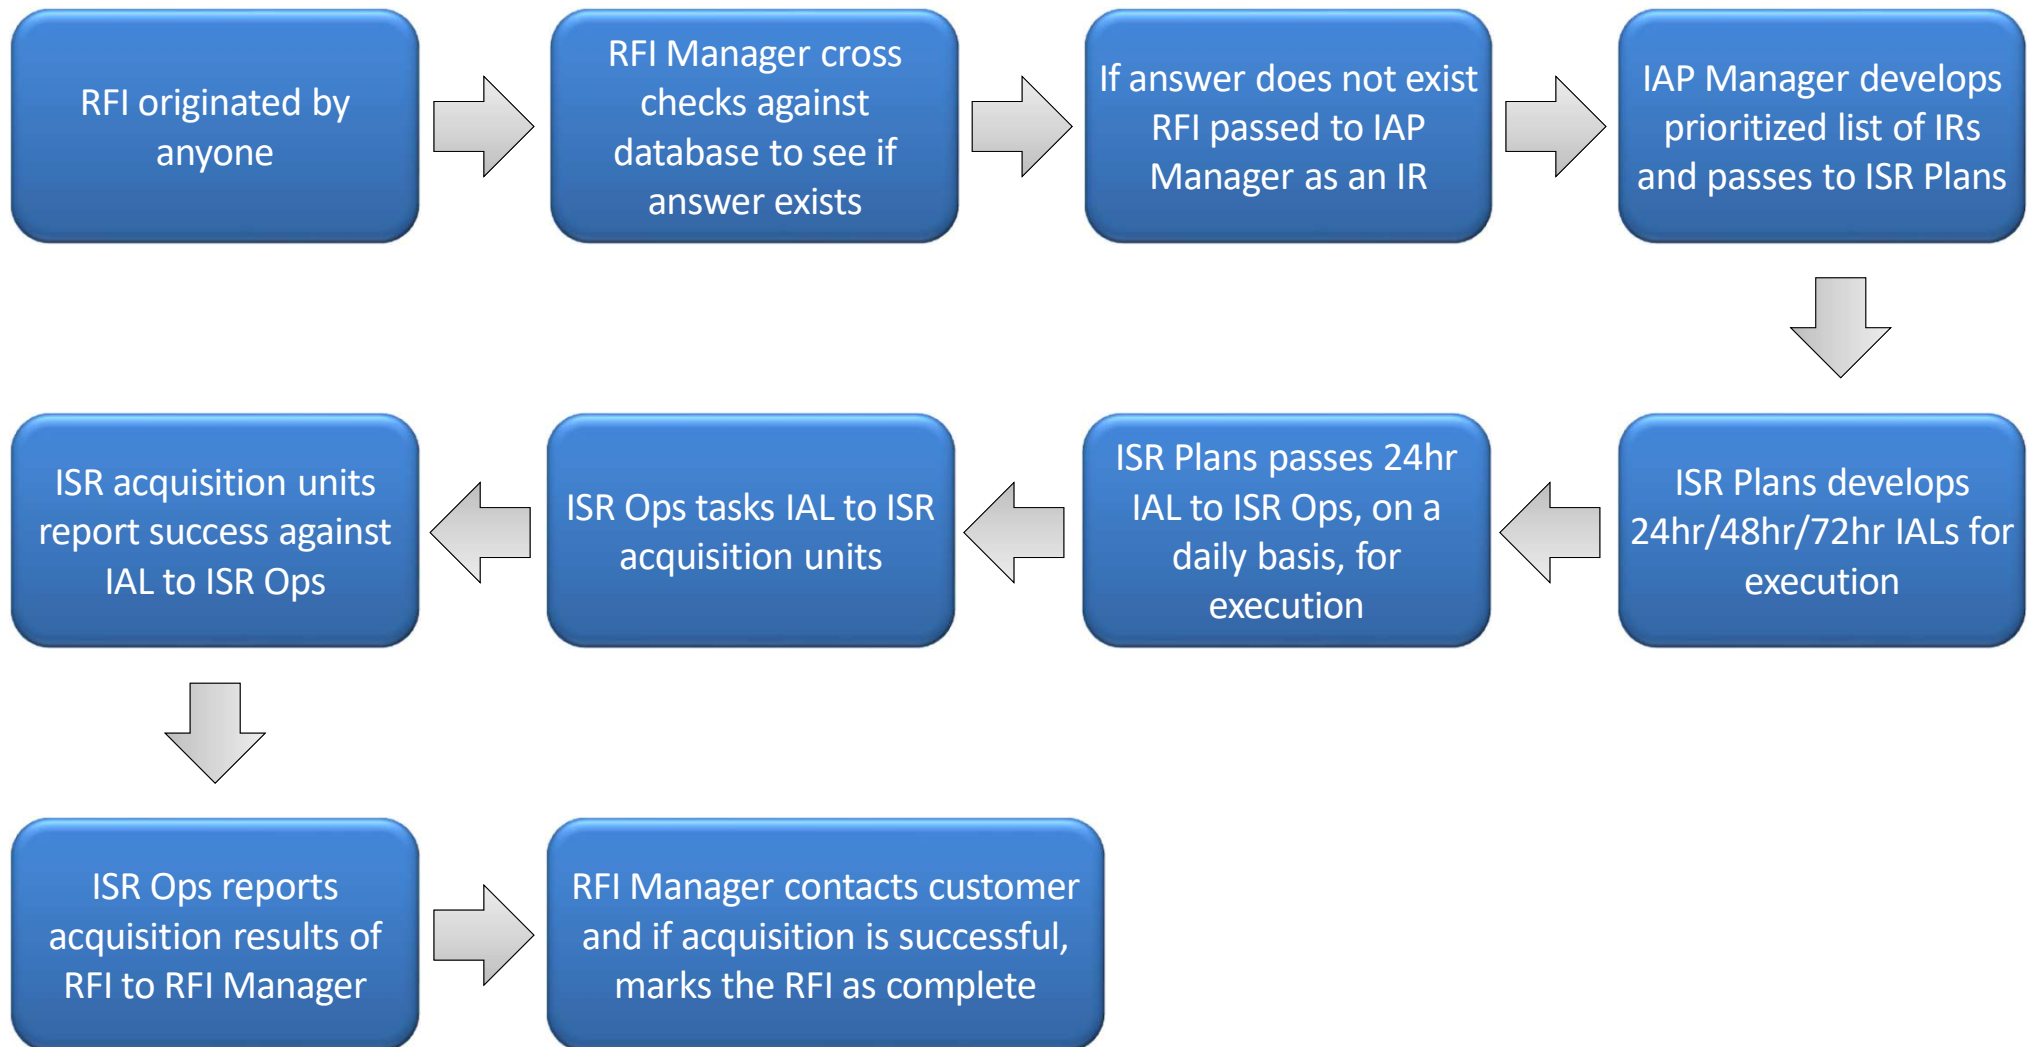 RFI originated by
anyone
RFI Manager cross
checks against
database to see if
answer exists
If answer does not exist
RFI passed to IAP
Manager as an IR
IAP Manager develops
prioritized list of IRs
and passes to ISR Plans
ISR Plans develops
24hr/48hr/72hr IALs for
execution
ISR Plans passes 24hr
IAL to ISR Ops, on a
daily basis, for
execution
ISR Ops tasks IAL to ISR
acquisition units
ISR acquisition units
report success against
IAL to ISR Ops
ISR Ops reports
acquisition results of
RFI to RFI Manager
RFI Manager contacts customer
and if acquisition is successful,
marks the RFI as complete